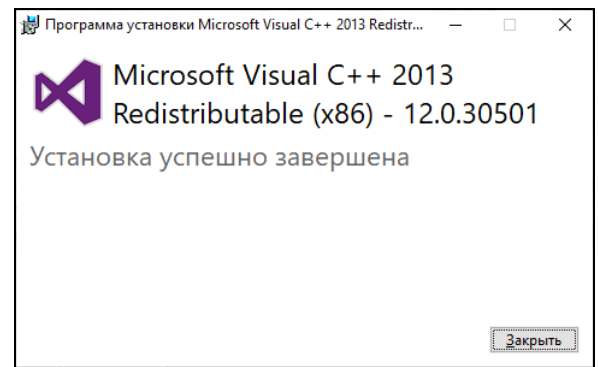 Программа установки Microsoft Visual C++ 2013 Redistr...
Microsoft Visual C++ 2013
Redistributable (x86) - 12.0.30501
Установка успешно завершена
Закрыть